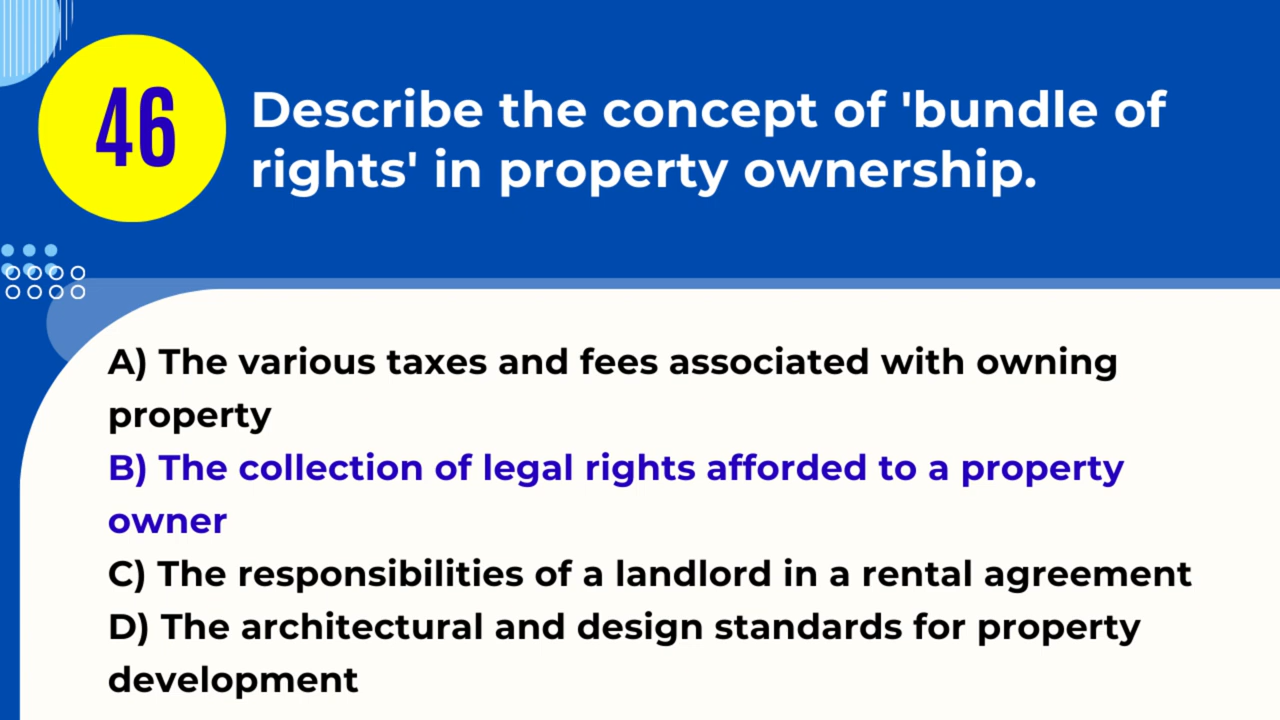 46
Describe the concept of 'bundle of
rights' in property ownership.
A) The various taxes and fees associated with owning
property
B) The collection of legal rights afforded to a property
owner
C) The responsibilities of a landlord in a rental agreement
D) The architectural and design standards for property
development